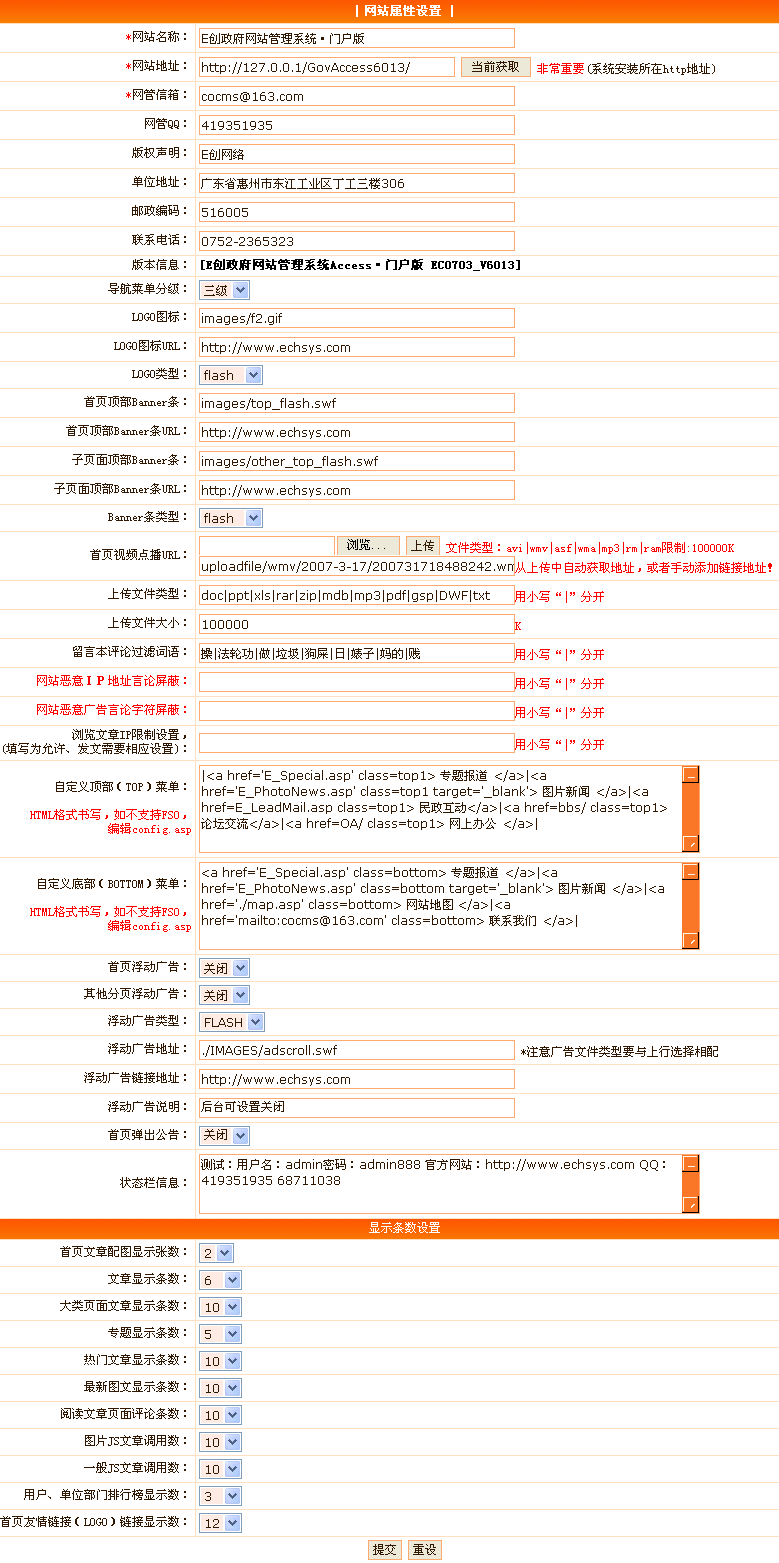 | 网站属性设置 |
*网站名称： E创政府网站管理系统·门户版
*网站地址： http://127.0.0.1/GovAccess6013/ 当前获取 非常重要(系统安装所在http地址)
*网管信箱： cocms@163.com
网管QQ： 419351935
版权声明： E创网络
单位地址： 广东省惠州市东江工业区丁工三楼306
邮政编码： 516005
联系电话： 0752-2365323
版本信息： [E创政府网站管理系统Access·门户版 EC0703_V6013]
导航菜单分级： 三级
LOGO图标： images/f2.gif
LOGO图标URL： http://www.echsys.com
LOGO类型： flash
首页顶部Banner条： images/top_flash.swf
首页顶部Banner条URL： http://www.echsys.com
子页面顶部Banner条： images/other_top_flash.swf
子页面顶部Banner条URL： http://www.echsys.com
Banner条类型： flash
首页视频点播URL： 浏览... 上传 文件类型：avi|wmv|asf|wma|mp3|rm|ram限制:100000K
uploadfile/wmv/2007-3-17/200731718488242.wm从上传中自动获取地址，或者手动添加链接地址！
上传文件类型： doc|ppt|xls|rar|zip|mdb|mp3|pdf|gsp|DWF|txt 用小写“|”分开
上传文件大小： 100000 K
留言本评论过滤词语： 操|法轮功|做|垃圾|狗屎|日|婊子|妈的|贱 用小写“|”分开
网站恶意ＩＰ地址言论屏蔽： 用小写“|”分开
网站恶意广告言论字符屏蔽： 用小写“|”分开
浏览文章IP限制设置，
(填写为允许、发文需要相应设置)： 用小写“|”分开
自定义顶部（TOP）菜单：
HTML格式书写，如不支持FSO，
编辑config.asp
|<a href='E_Special.asp' class=top1> 专题报道 </a>|<a
href='E_PhotoNews.asp' class=top1 target='_blank'> 图片新闻 </a>|<a
href=E_LeadMail.asp class=top1> 民政互动</a>|<a href=bbs/ class=top1>
论坛交流</a>|<a href=OA/ class=top1> 网上办公 </a>|
自定义底部（BOTTOM）菜单：
HTML格式书写，如不支持FSO，
编辑config.asp
<a href='E_Special.asp' class=bottom> 专题报道 </a>|<a
href='E_PhotoNews.asp' class=bottom target='_blank'> 图片新闻 </a>|<a
href='./map.asp' class=bottom> 网站地图 </a>|<a
href='mailto:cocms@163.com' class=bottom> 联系我们 </a>|
首页浮动广告： 关闭
其他分页浮动广告： 关闭
浮动广告类型： FLASH
浮动广告地址： ./IMAGES/adscroll.swf *注意广告文件类型要与上行选择相配
浮动广告链接地址： http://www.echsys.com
浮动广告说明： 后台可设置关闭
首页弹出公告： 关闭
状态栏信息： 测试：用户名：admin密码：admin888 官方网站：http://www.echsys.com QQ：
419351935 68711038
显示条数设置
首页文章配图显示张数： 2
文章显示条数： 6
大类页面文章显示条数： 10
专题显示条数： 5
热门文章显示条数： 10
最新图文显示条数： 10
阅读文章页面评论条数： 10
图片JS文章调用数： 10
一般JS文章调用数： 10
用户、单位部门排行榜显示数： 3
首页友情链接（LOGO）链接显示数： 12
提交 重设